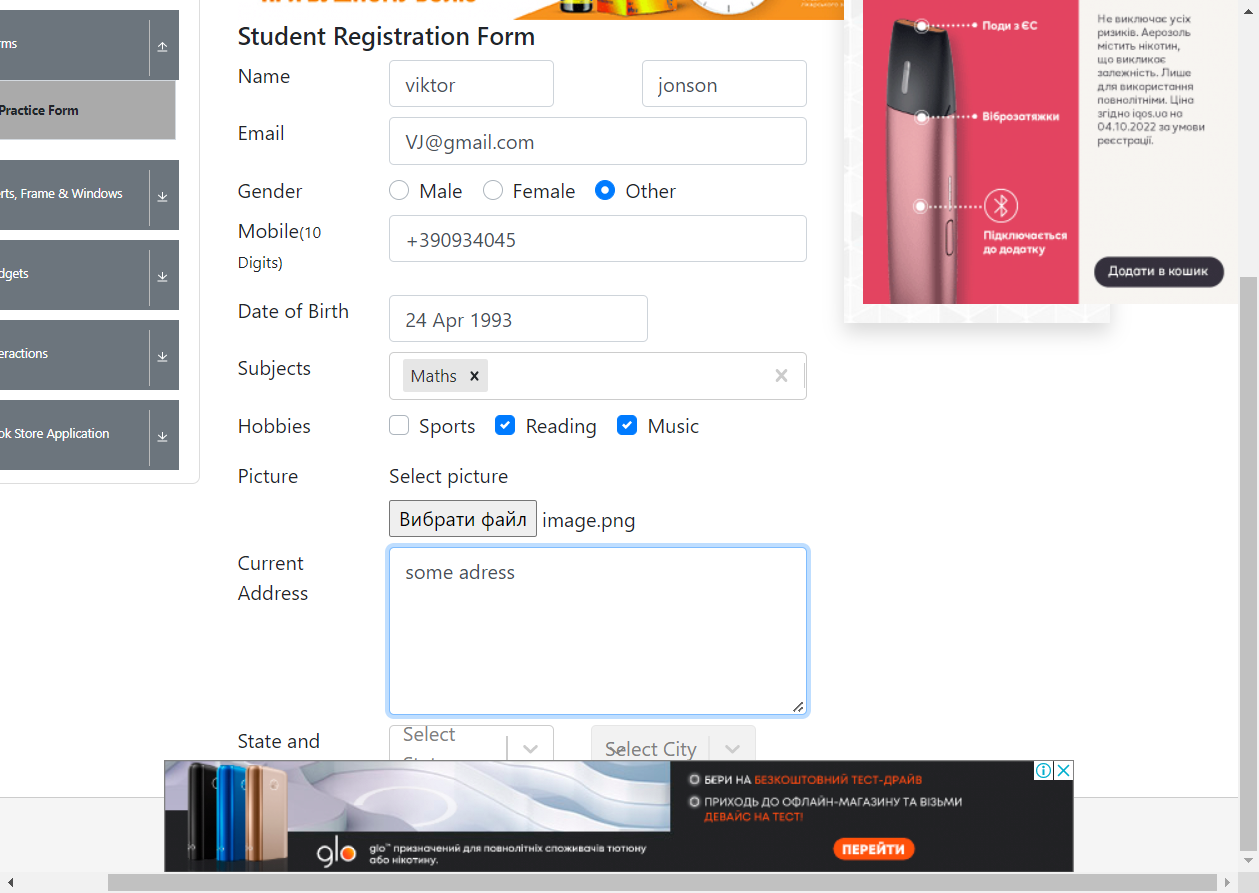 Student Registration Form
rms
Practice Form
rts, Frame & Windows
dgets
eractions
ok Store Application
Name
viktor
jonson
Email
VJ@gmail.com
Gender
Male
Female
Other
Mobile(10
Digits)
+390934045
Date of Birth
24 Apr 1993
Subjects
Maths
Hobbies
Sports
Reading
Music
Picture
Select picture
Вибрати файл
image.png
Current
Address
some adress
State and
Select
Select City
Поди з ЄС
Віброзатяжки
Підключається
до додатку
Не виключає усіх
ризиків. Аерозоль
містить нікотин,
що викликає
залежність. Лише
для використання
повнолітніми. Ціна
згідно iqos.ua на
04.10.2022 за умови
реєстрації.
Додати в кошик
glo
glo™ призначений для повнолітніх споживачів тютюну
або нікотину.
БЕРИ НА БЕЗКОШТОВНИЙ ТЕСТ-ДРАЙВ
ПРИХОДЬ ДО ОФЛАЙН-МАГАЗИНУ ТА ВІЗЬМИ
ДЕВАЙС НА ТЕСТ!
ПЕРЕЙТИ